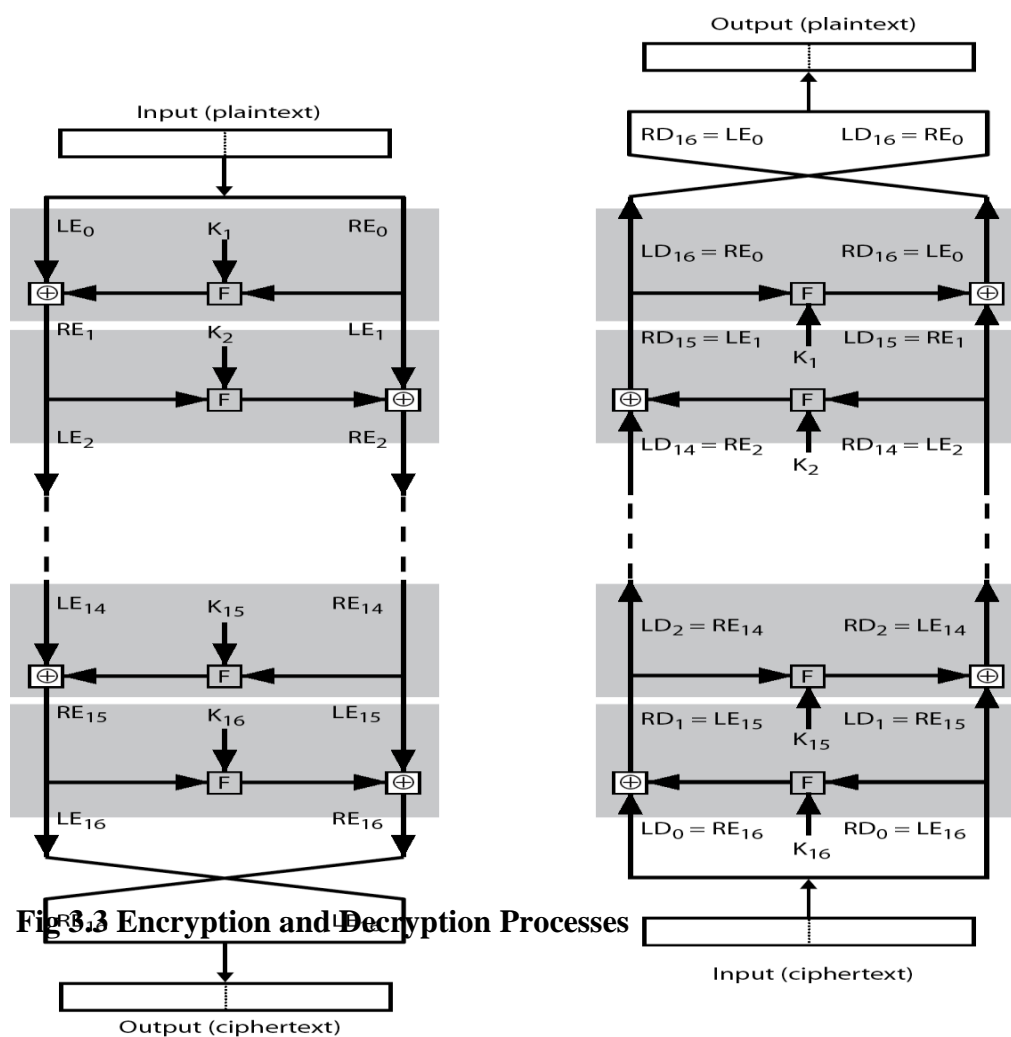 Input (plaintext)
LE0 K1 RE0
⊕ F
RE1 K2 LE1
F ⊕
LE2 RE2
LE14 K15 RE14
⊕ F
RE15 K16 LE15
F ⊕
LE16 RE16
Fig 3.3 Encryption and Decryption Processes
Output (ciphertext)
Output (plaintext)
RD16 = LE0 LD16 = RE0
LD16 = RE0 RD16 = LE0
F ⊕
RD15 = LE1 K1 LD15 = RE1
⊕ F
LD14 = RE2 K2 RD14 = LE2
LD2 = RE14 RD2 = LE14
F ⊕
RD1 = LE15 K15 LD1 = RE15
⊕ F
LD0 = RE16 K16 RD0 = LE16
Input (ciphertext)